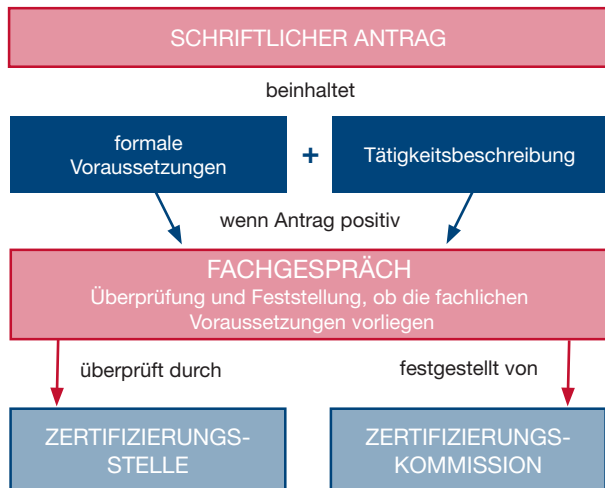 SCHRIFTLICHER ANTRAG
beinhaltet
formale
Voraussetzungen
+
Tätigkeitsbeschreibung
wenn Antrag positiv
FACHGESPRÄCH
Überprüfung und Feststellung, ob die fachlichen
Voraussetzungen vorliegen
überprüft durch
festgestellt von
ZERTIFIZIERUNGS-
STELLE
ZERTIFIZIERUNGS-
KOMMISSION